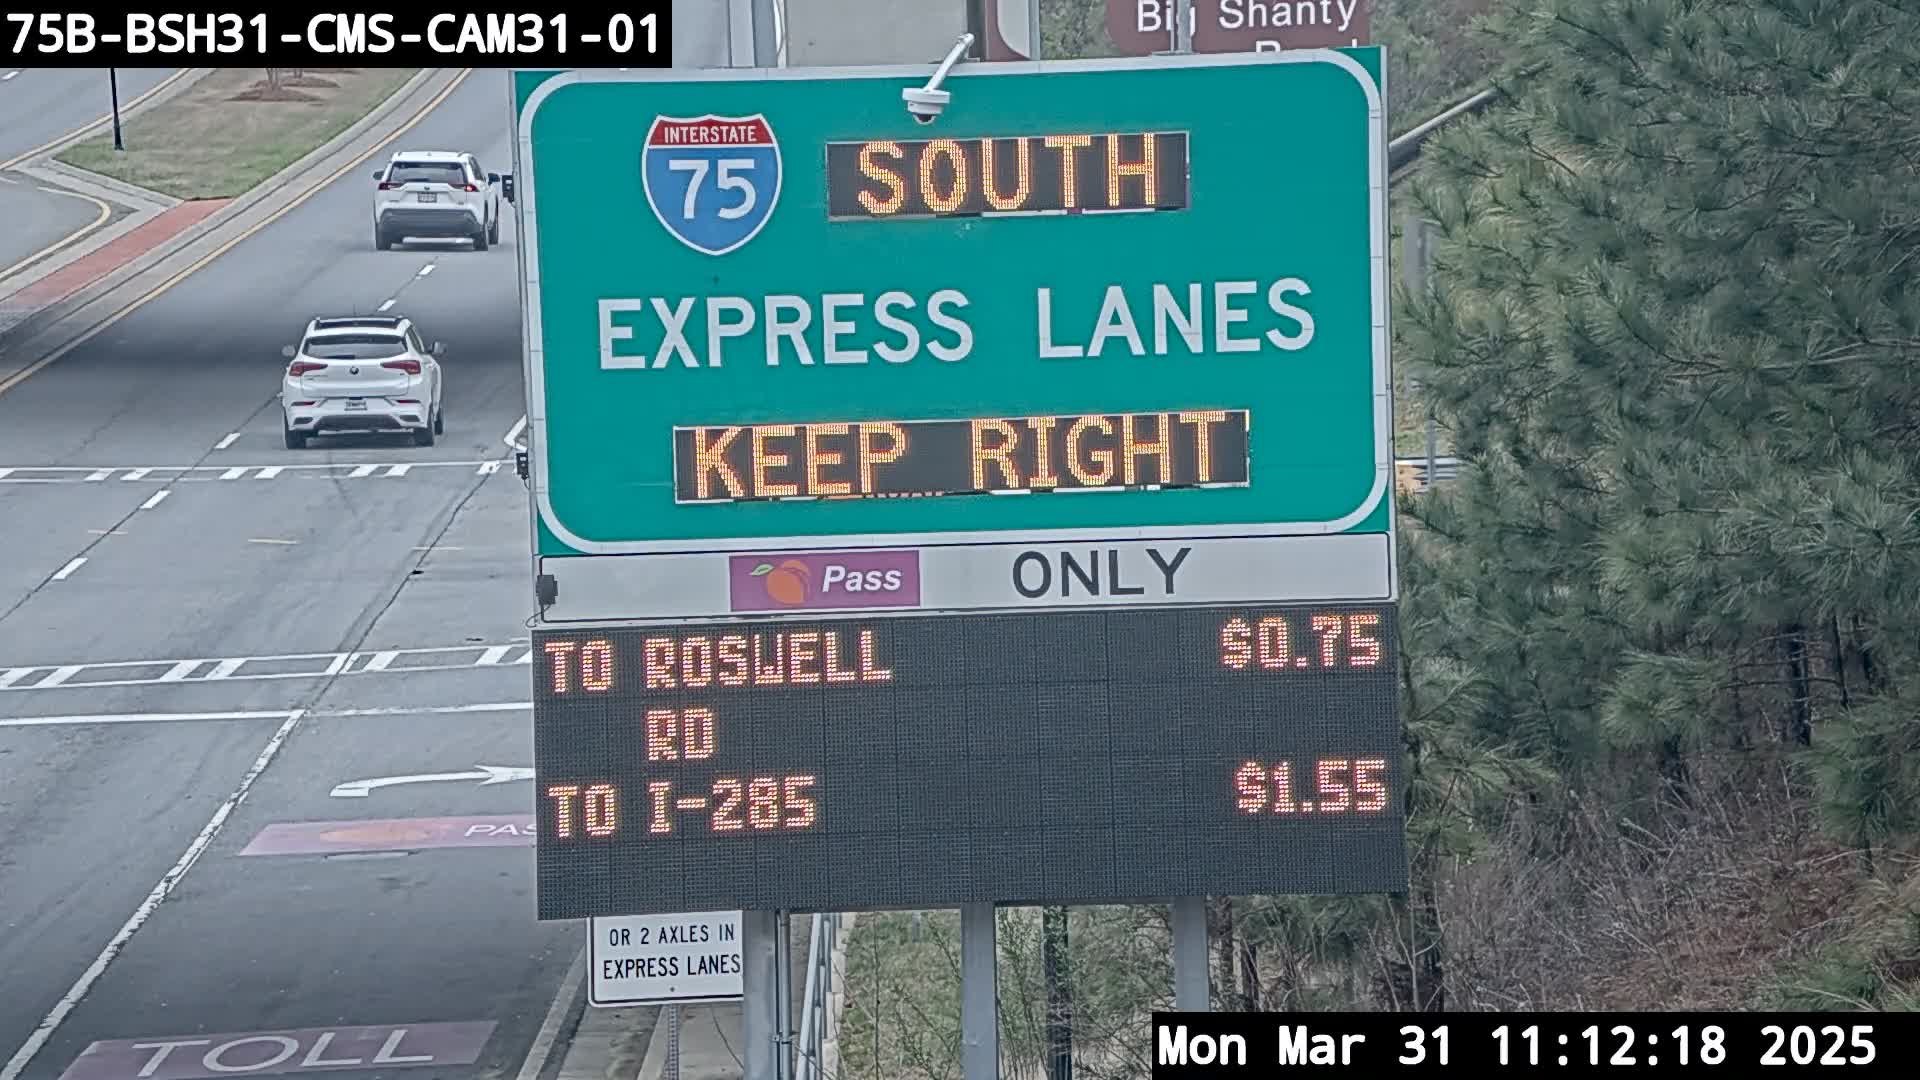 75B-BSH31-CMS-CAM31-01
Big Shanty
Road
INTERSTATE
75
SOUTH
EXPRESS LANES
KEEP RIGHT
Pass ONLY
TO ROSWELL $0.75
RD
TO I-285 $1.55
PAS
OR 2 AXLES IN
EXPRESS LANES
TOLL
Mon Mar 31 11:12:18 2025